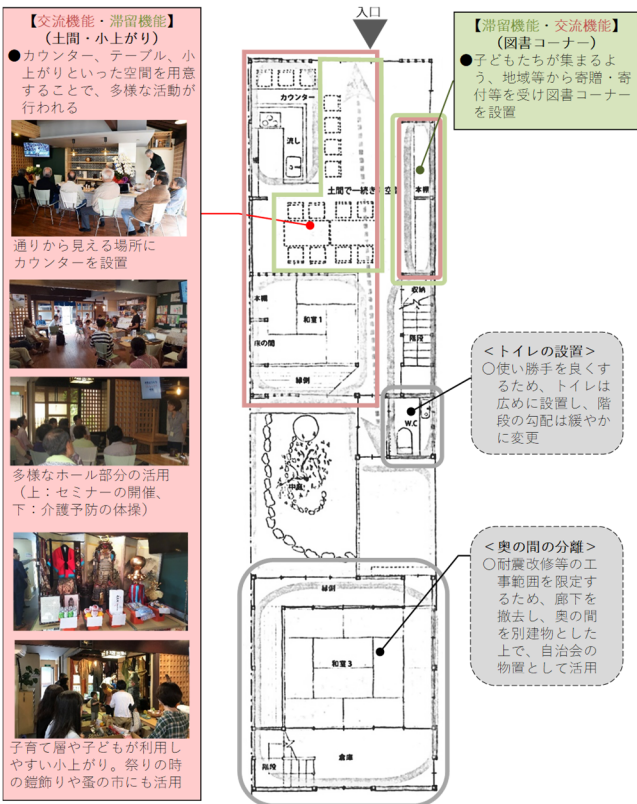 【交流機能・滞留機能】
(土間・小上がり)
●カウンター、テーブル、小
上がりといった空間を用意
することで、多様な活動が
行われる
通りから見える場所に
カウンターを設置
多様なホール部分の活用
(上：セミナーの開催、
下：介護予防の体操)
子育て層や子どもが利用し
やすい小上がり。祭りの時
の鎧飾りや蚤の市にも活用
入口
カウンター
流し
土間で一続き
本棚
本棚
和室1
床の間
縁側
収納
階段
W.C
中庭
縁側
和室3
倉庫
階段
【滞留機能・交流機能】
(図書コーナー)
●子どもたちが集まるよ
う、地域等から寄贈・寄
付等を受け図書コーナー
を設置
＜トイレの設置＞
○使い勝手を良くす
るため、トイレは
広めに設置し、階
段の勾配は緩やか
に変更
＜奥の間の分離＞
○耐震改修等の工
事範囲を限定す
るため、廊下を
撤去し、奥の間
を別建物とした
上で、自治会の
物置として活用